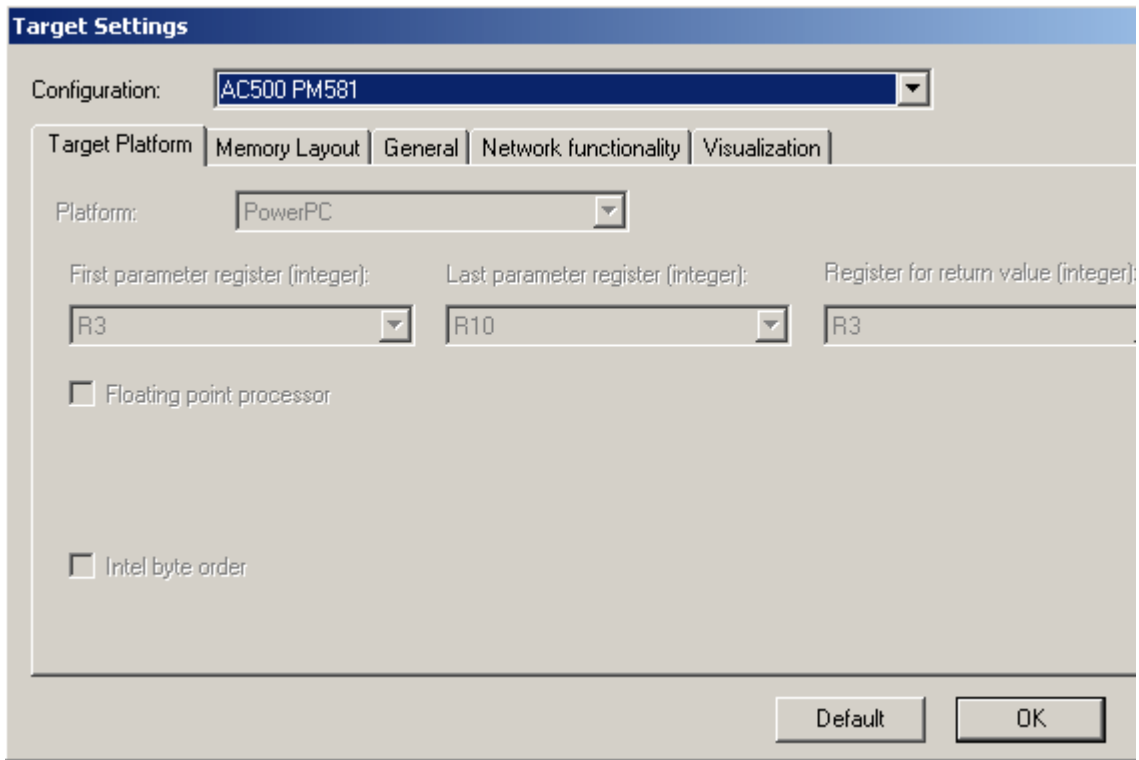 Target Settings
Configuration: AC500 PM581
Target Platform Memory Layout General Network functionality Visualization
Platform: PowerPC
First parameter register (integer): Last parameter register (integer): Register for return value (integer):
R3 R10 R3
Floating point processor
Intel byte order
Default OK